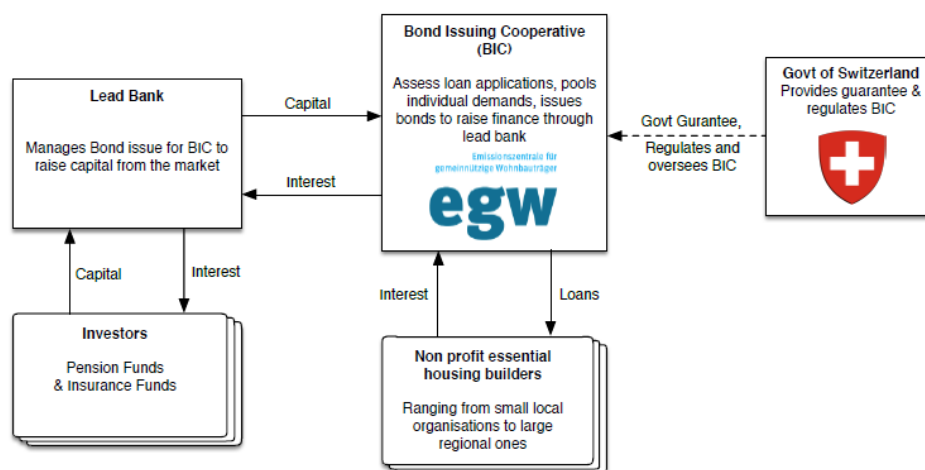 Bond Issuing Cooperative
(BIC)
Assess loan applications, pools
individual demands, issues
bonds to raise finance through
lead bank
Emissionszentrale für
gemeinnützige Wohnbauträger
egw
Lead Bank
Manages Bond issue for BIC to
raise capital from the market
Capital
Interest
Govt of Switzerland
Provides guarantee &
regulates BIC
Govt Gurantee,
Regulates and
oversees BIC
Capital
Interest
Interest
Loans
Investors
Pension Funds
& Insurance Funds
Non profit essential
housing builders
Ranging from small local
organisations to large
regional ones